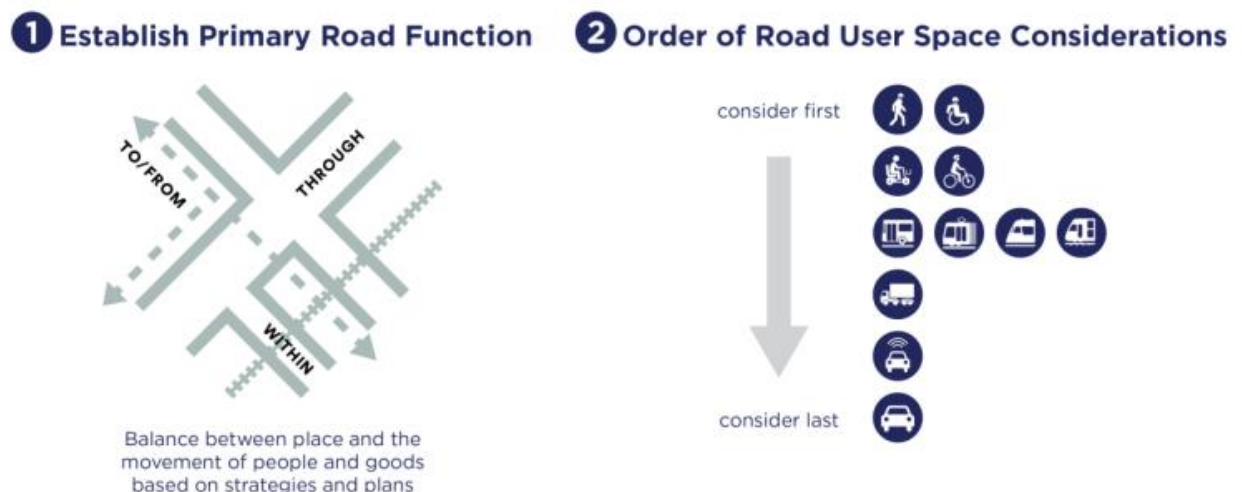 1 Establish Primary Road Function
2 Order of Road User Space Considerations
TO/FROM
THROUGH
WITHIN
Balance between place and the
movement of people and goods
based on strategies and plans
consider first
consider last